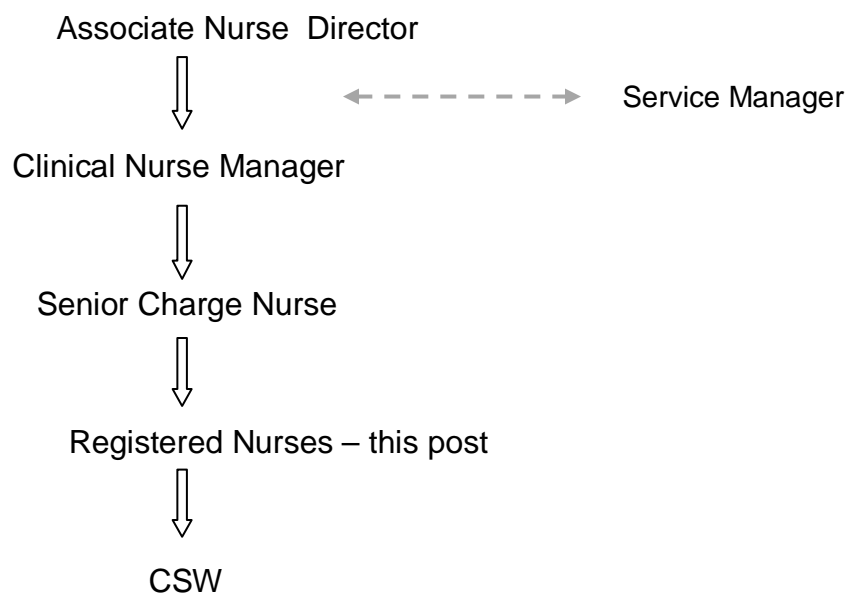 Associate Nurse  Director
Service Manager
Clinical Nurse Manager
Senior Charge Nurse
Registered Nurses – this post
CSW